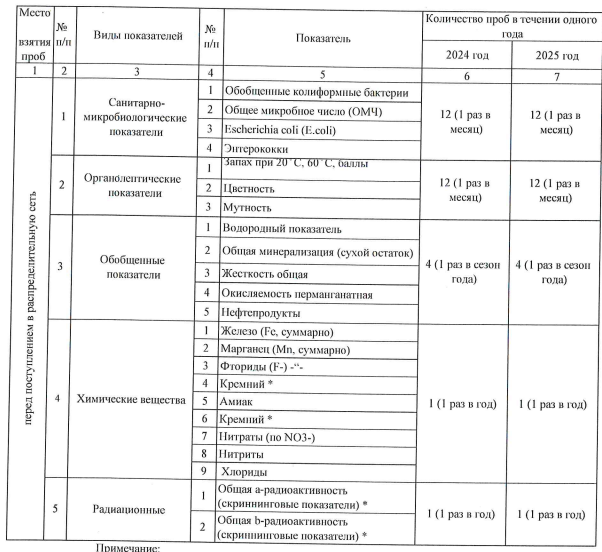 Место взятия проб | № п/п | Виды показателей | № п/п | Показатель | Количество проб в течении одного года
2024 год | 2025 год
1 | 2 | 3 | 4 | 5 | 6 | 7
перед поступлением в распределительную сеть
1 | Санитарно-микробиологические показатели | 1 | Обобщенные колиформные бактерии | 12 (1 раз в месяц) | 12 (1 раз в месяц)
2 | Общее микробное число (ОМЧ)
3 | Escherichia coli (E.coli)
4 | Энтерококки
2 | Органолептические показатели | 1 | Запах при 20˚С, 60˚С, баллы | 12 (1 раз в месяц) | 12 (1 раз в месяц)
2 | Цветность
3 | Мутность
3 | Обобщенные показатели | 1 | Водородный показатель | 4 (1 раз в сезон года) | 4 (1 раз в сезон года)
2 | Общая минерализация (сухой остаток)
3 | Жесткость общая
4 | Окисляемость перманганатная
5 | Нефтепродукты
4 | Химические вещества | 1 | Железо (Fe, суммарно) | 1 (1 раз в год) | 1 (1 раз в год)
2 | Марганец (Mn, суммарно)
3 | Фториды (F-) -“-
4 | Кремний *
5 | Амиак
6 | Кремний *
7 | Нитраты (по NO3-)
8 | Нитриты
9 | Хлориды
5 | Радиационные | 1 | Общая a-радиоактивность (скриннинговые показатели) * | 1 (1 раз в год) | 1 (1 раз в год)
2 | Общая b-радиоактивность (скриннинговые показатели) *
Примечание: